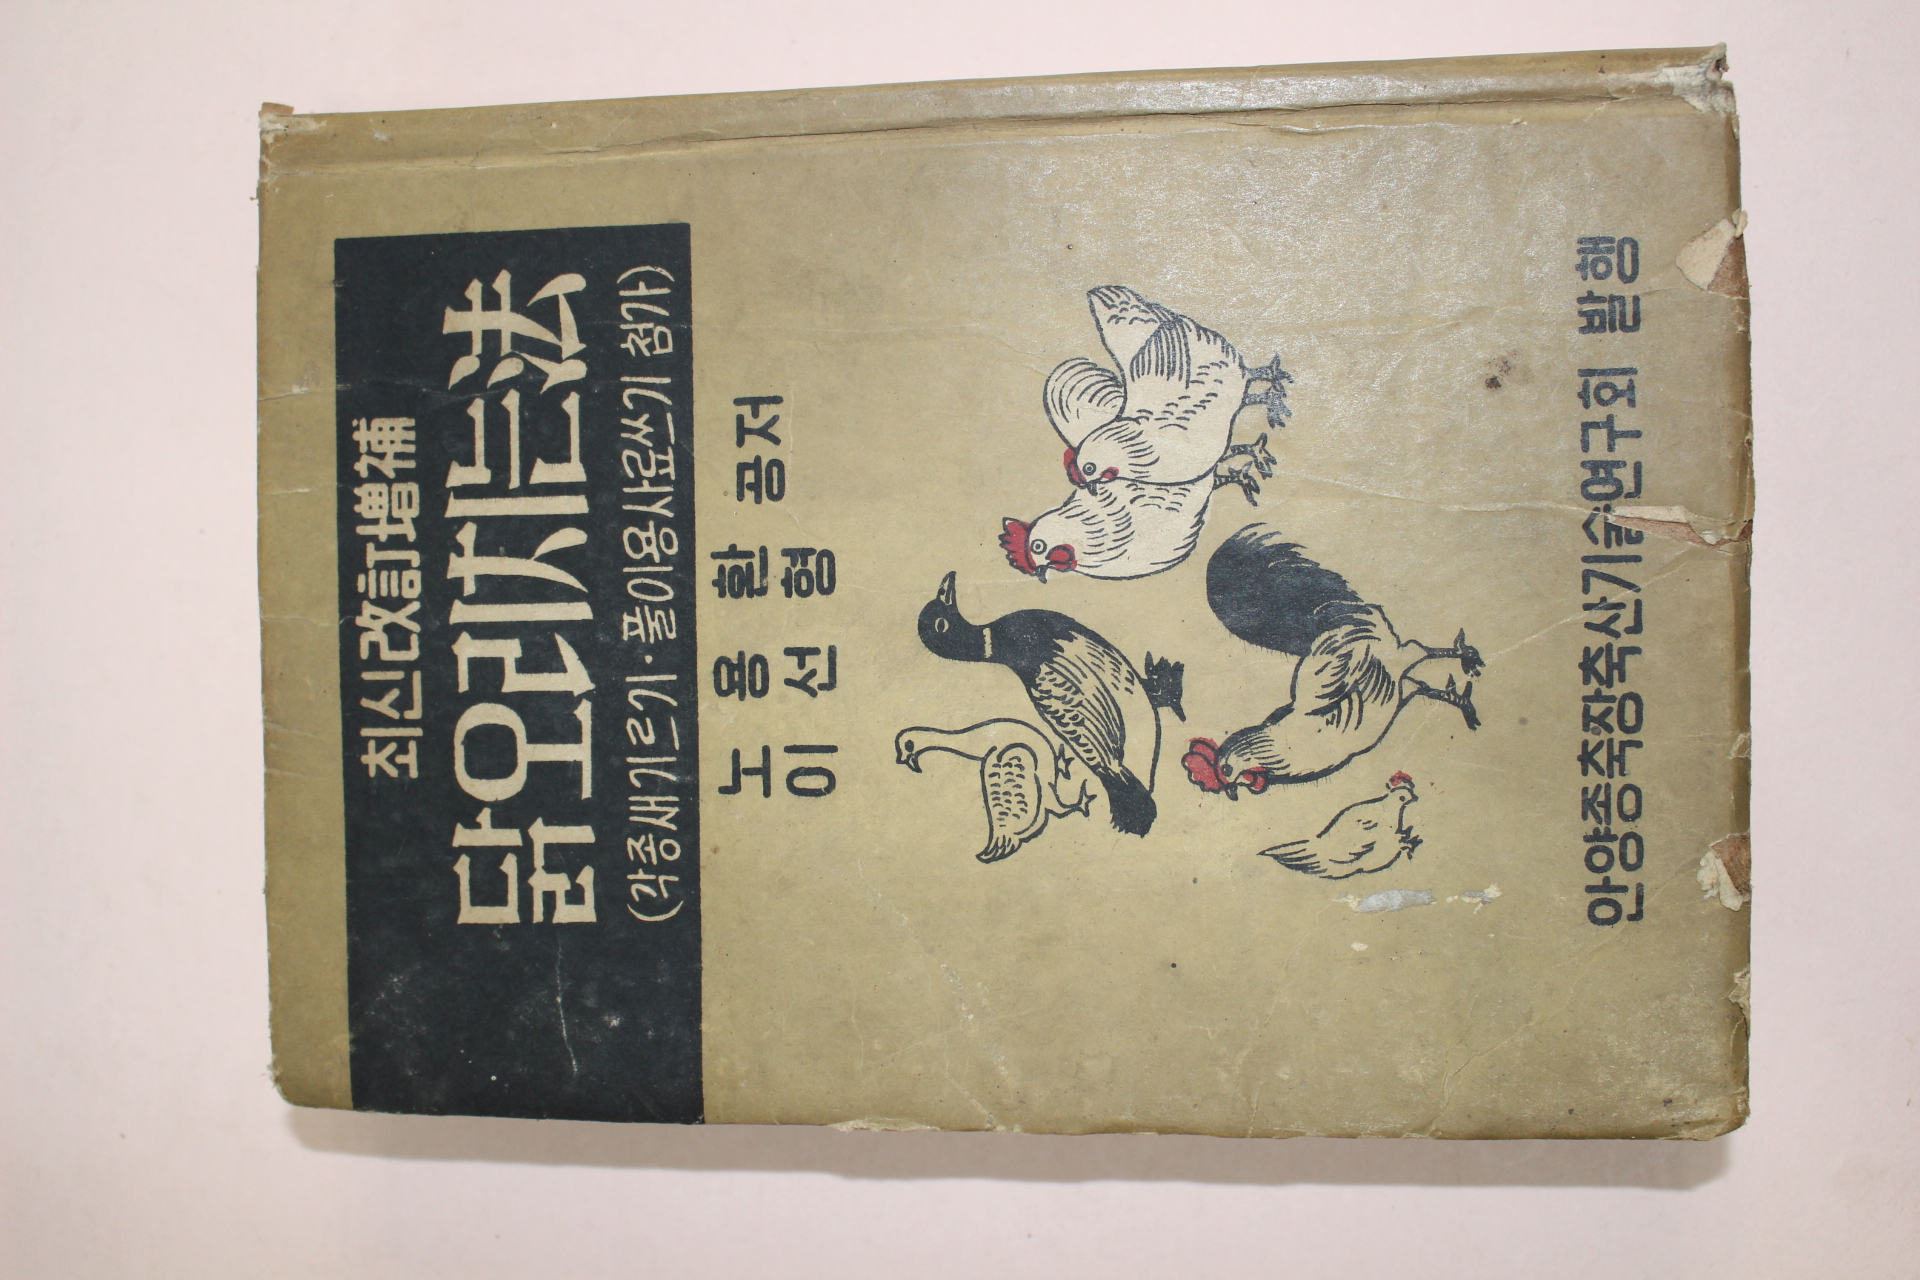 최신改訂增補
닭오리치는法
(각종새기르기·풀이용사료쓰기 첨가)
노용환
이선형 공저
안양종축장축산기술연구회 발행